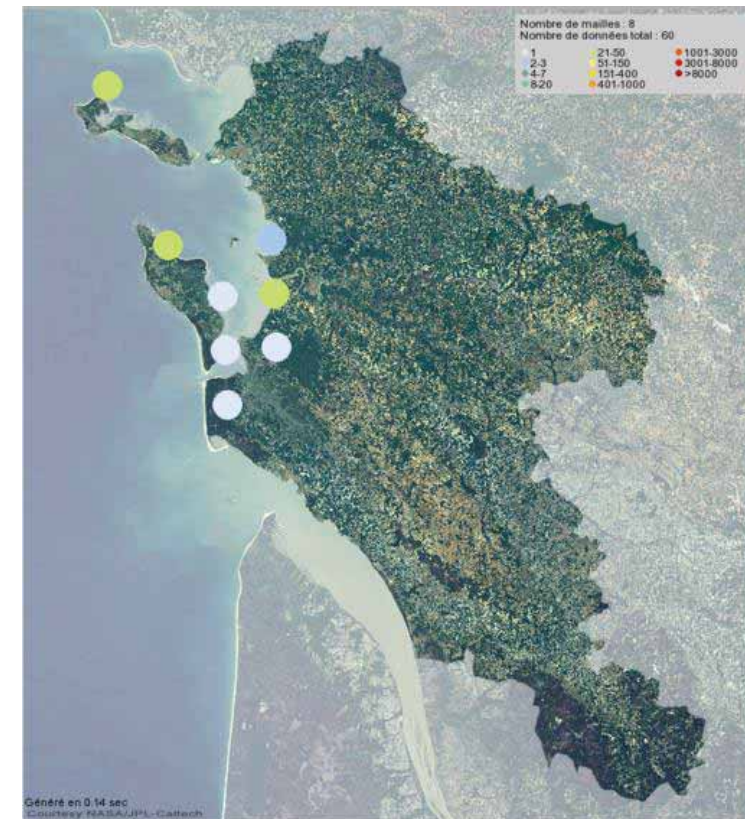 Nombre de mailles : 8
Nombre de données total : 60
1 21-50 1001-3000
2-3 51-150 3001-8000
4-7 151-400 >8000
8-20 401-1000
Généré en 0.14 sec
Courtesy NASA/JPL-Caltech